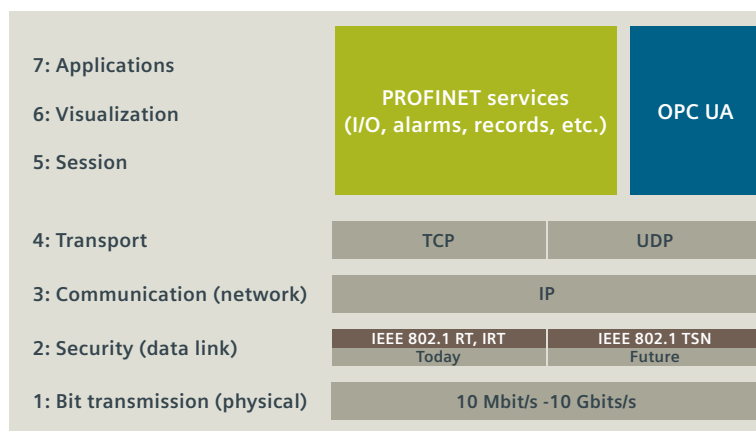 7: Applications
6: Visualization
5: Session
PROFINET services
(I/O, alarms, records, etc.)
OPC UA
4: Transport
TCP
UDP
3: Communication (network)
IP
2: Security (data link)
IEEE 802.1 RT, IRT
Today
IEEE 802.1 TSN
Future
1: Bit transmission (physical)
10 Mbit/s -10 Gbits/s